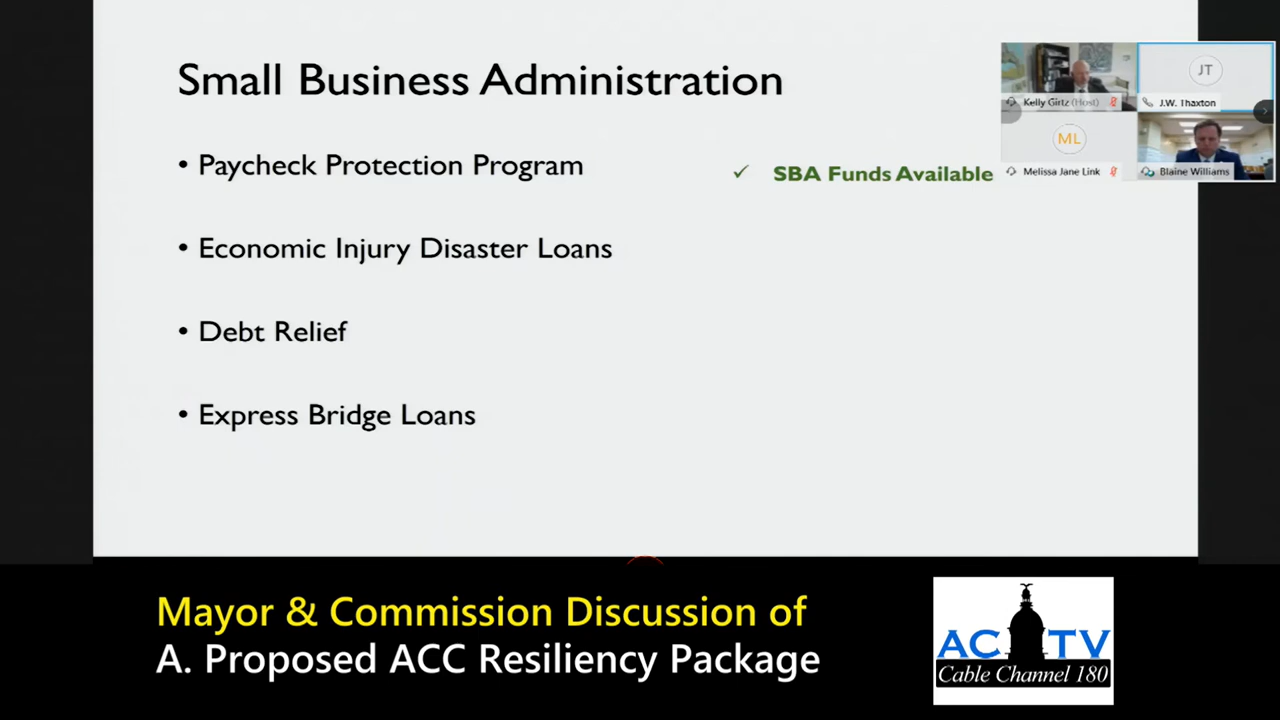 Small Business Administration
• Paycheck Protection Program
✓ SBA Funds Available
• Economic Injury Disaster Loans
• Debt Relief
• Express Bridge Loans
JT
Kelly Girtz (Host)
J.W. Thaxton
ML
Melissa Jane Link
Blaine Williams
Mayor & Commission Discussion of
A. Proposed ACC Resiliency Package
ACTV
Cable Channel 180